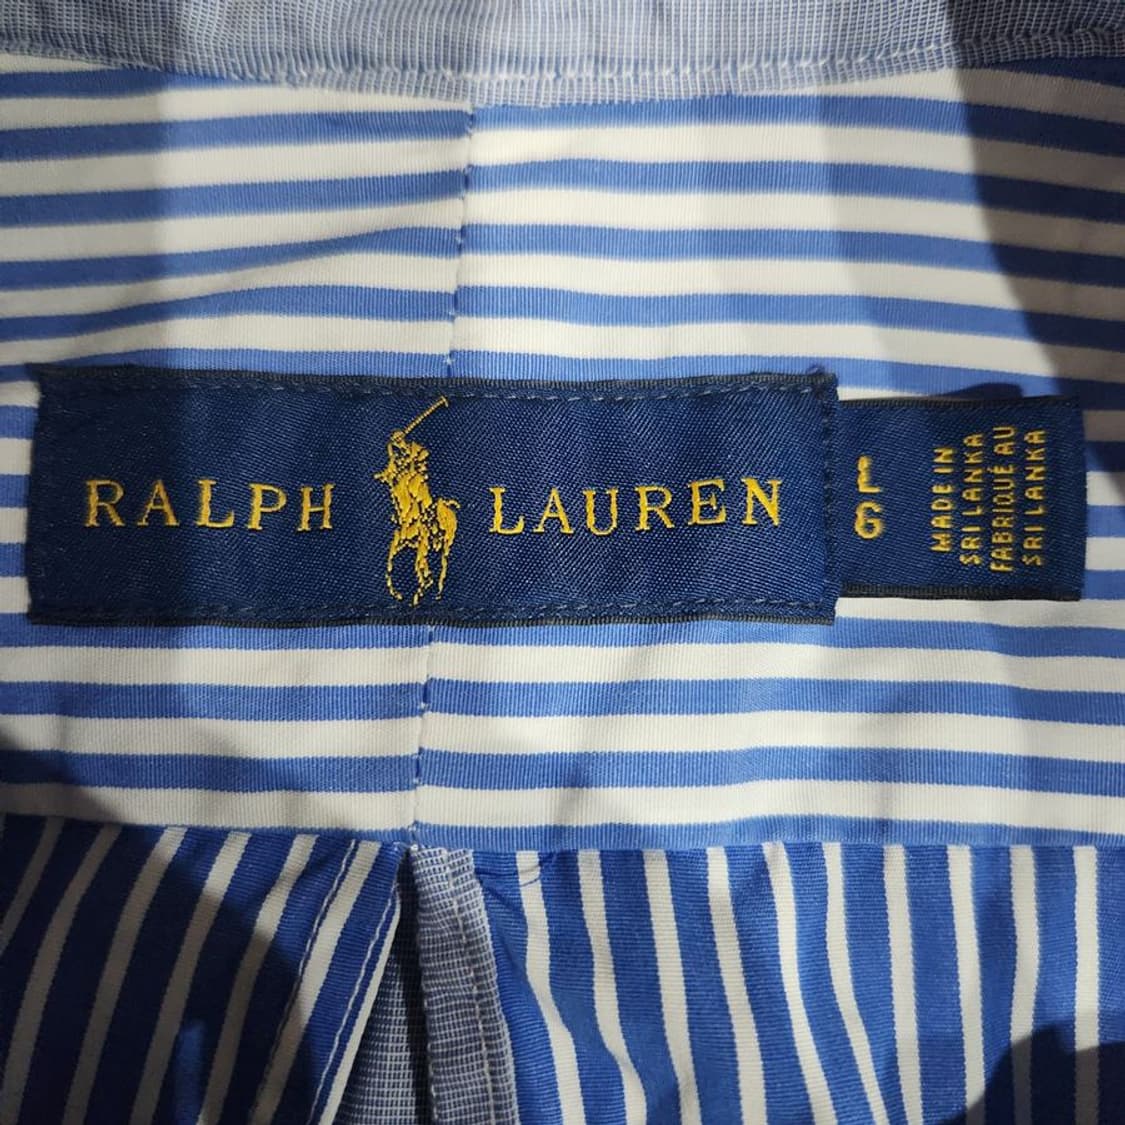 RALPH LAUREN
L
G
MADE IN
SRI LANKA
FABRIQUÉ AU
SRI LANKA